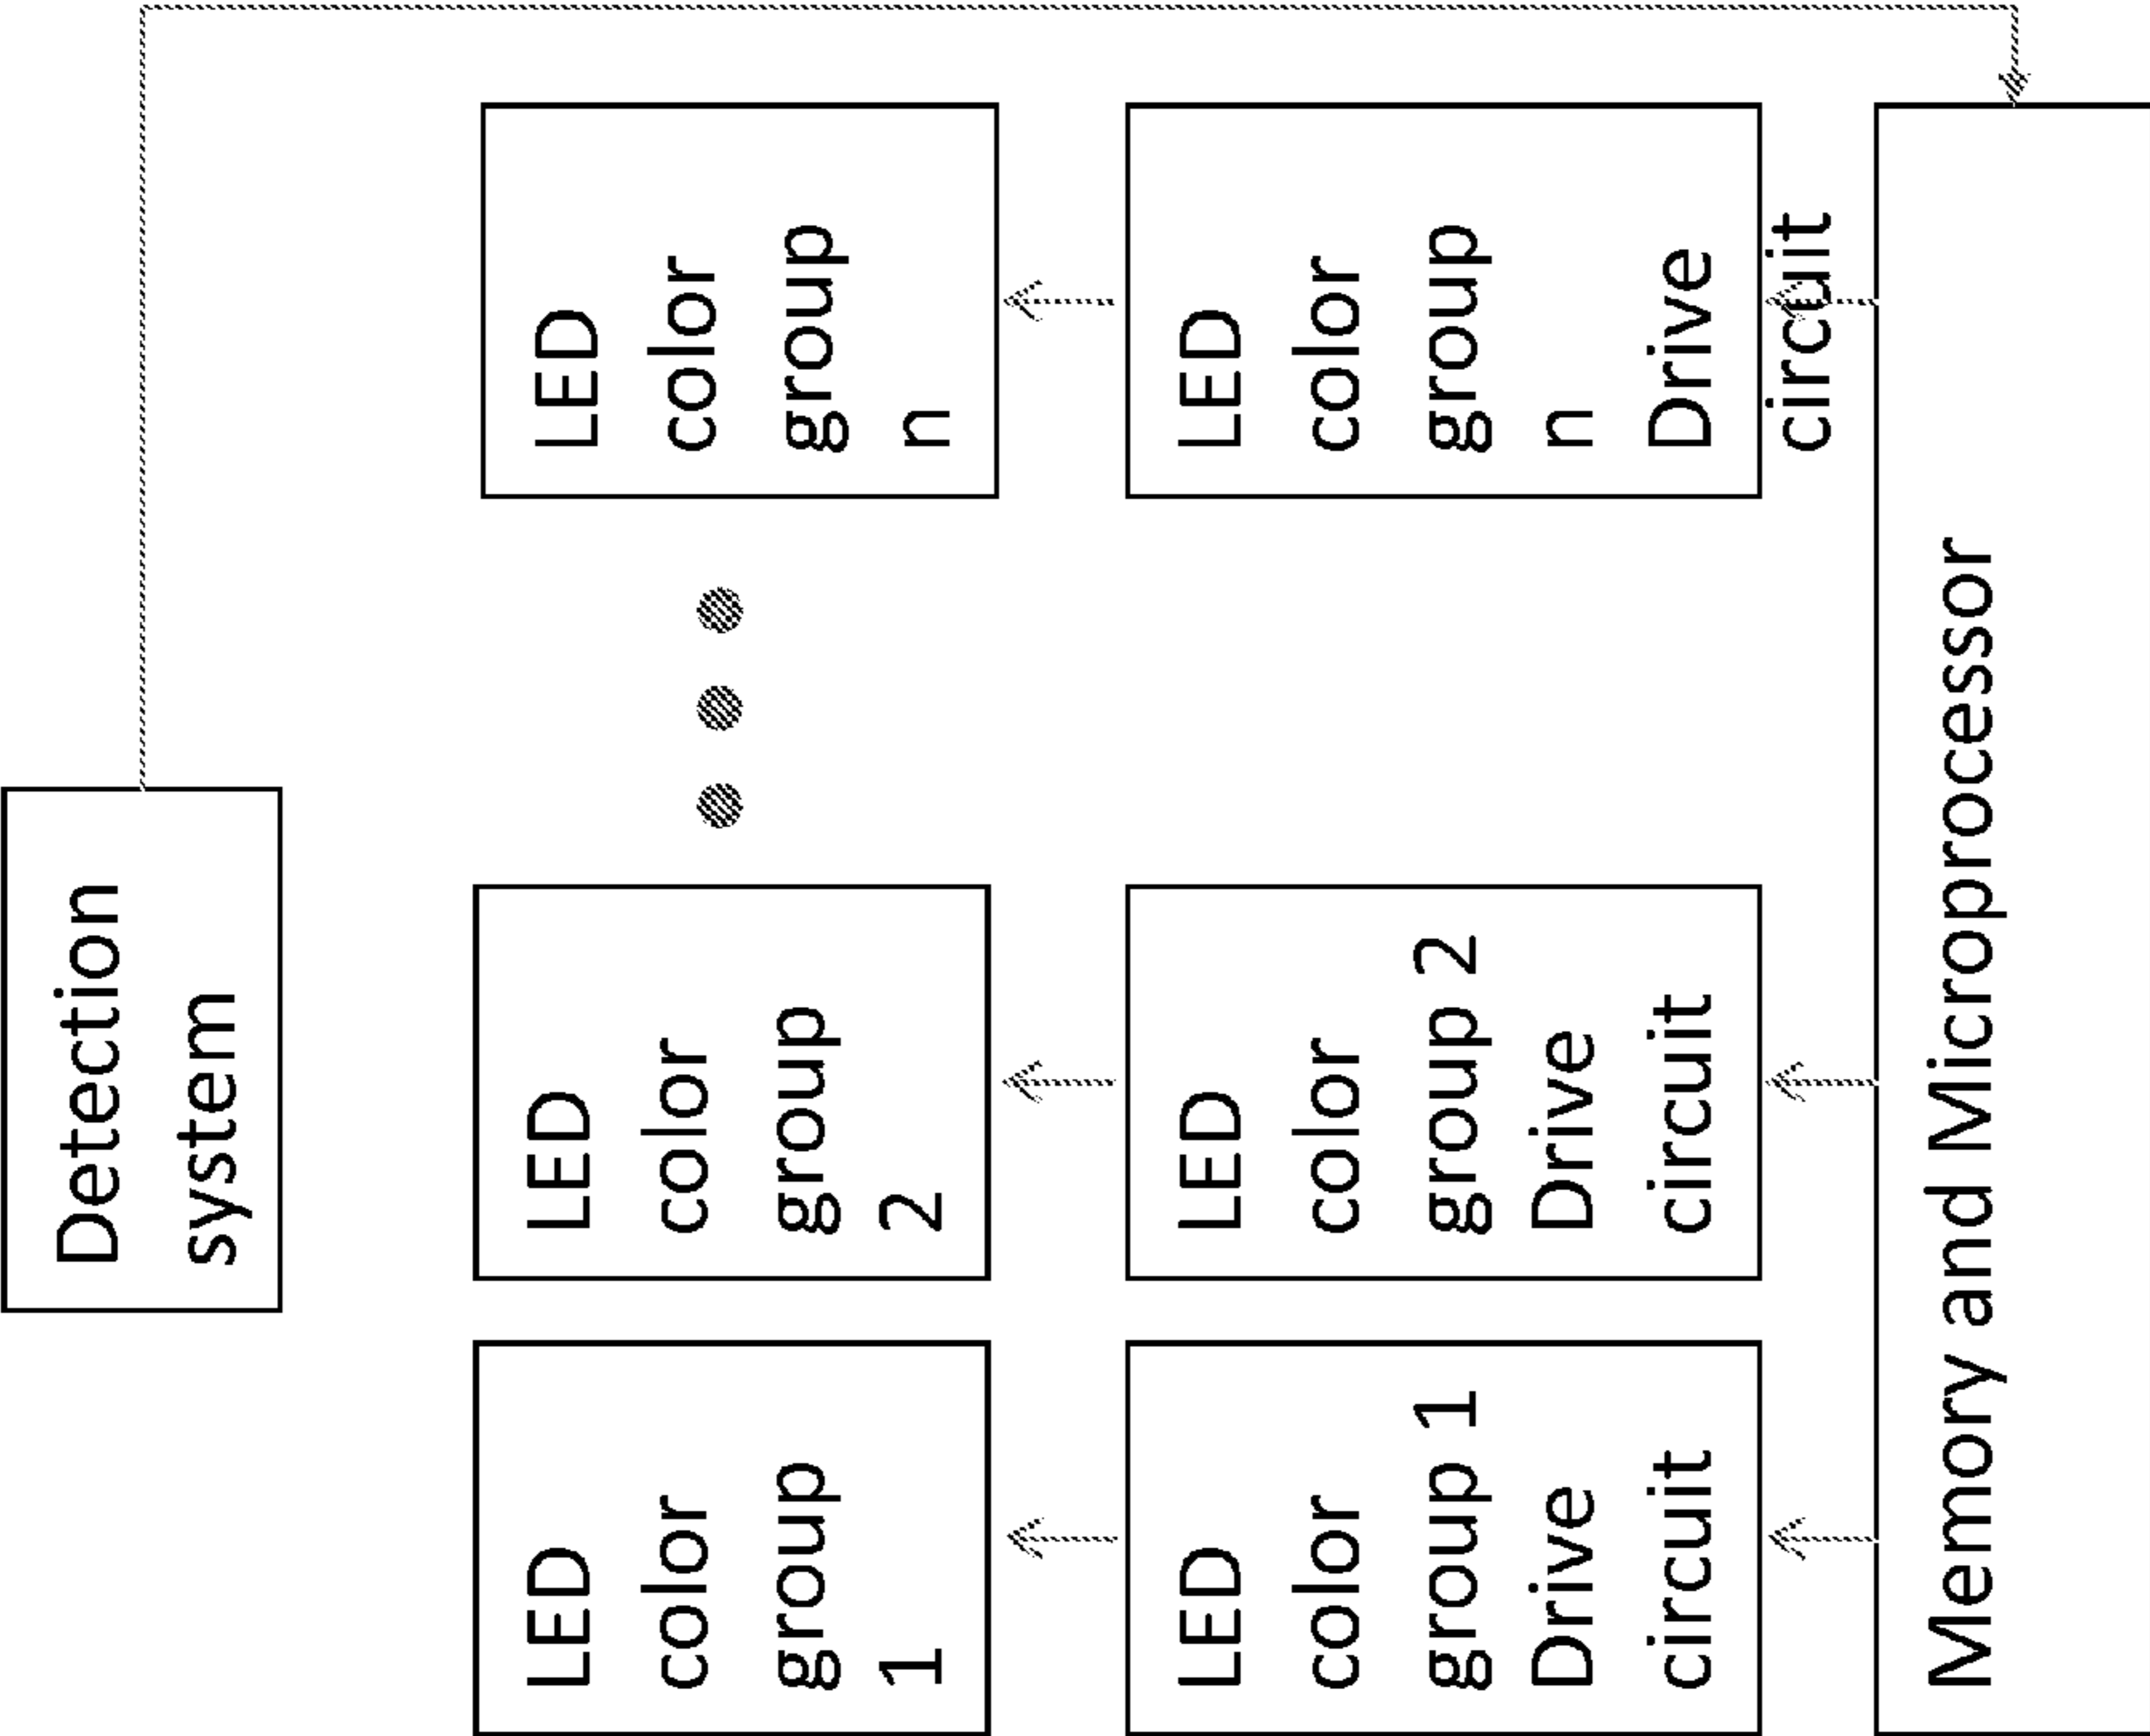 Detection
system
LED
color
group
1
LED
color
group
2
LED
color
group
n
LED
color
group 1
Drive
circuit
LED
color
group 2
Drive
circuit
LED
color
group
n
Drive
circuit
Memory and Microprocessor